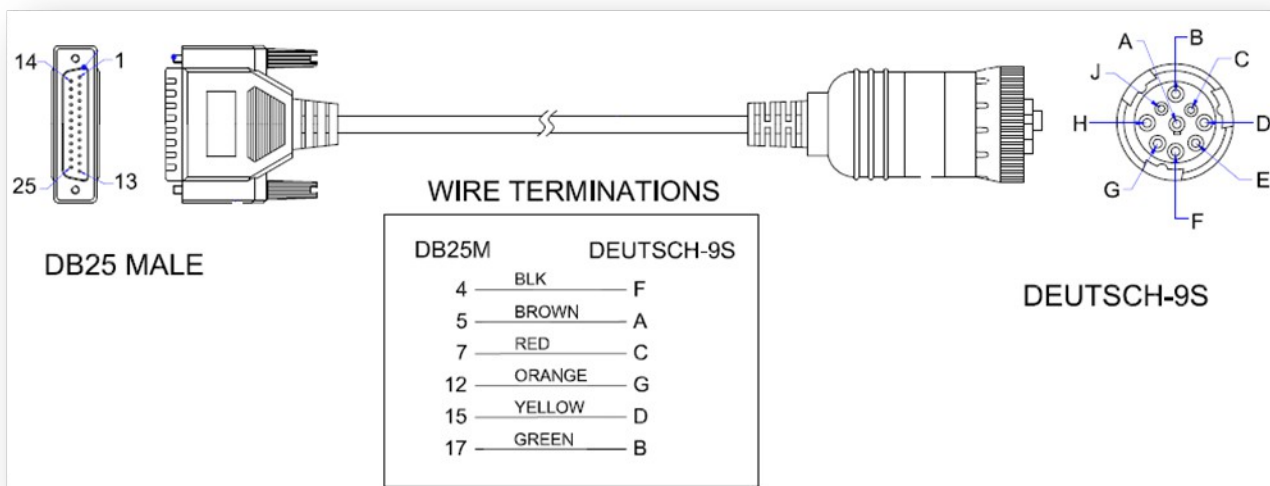 14
1
25
13
DB25 MALE
A
B
C
J
H
D
G
E
F
DEUTSCH-9S
WIRE TERMINATIONS
DB25M DEUTSCH-9S
4 BLK F
5 BROWN A
7 RED C
12 ORANGE G
15 YELLOW D
17 GREEN B